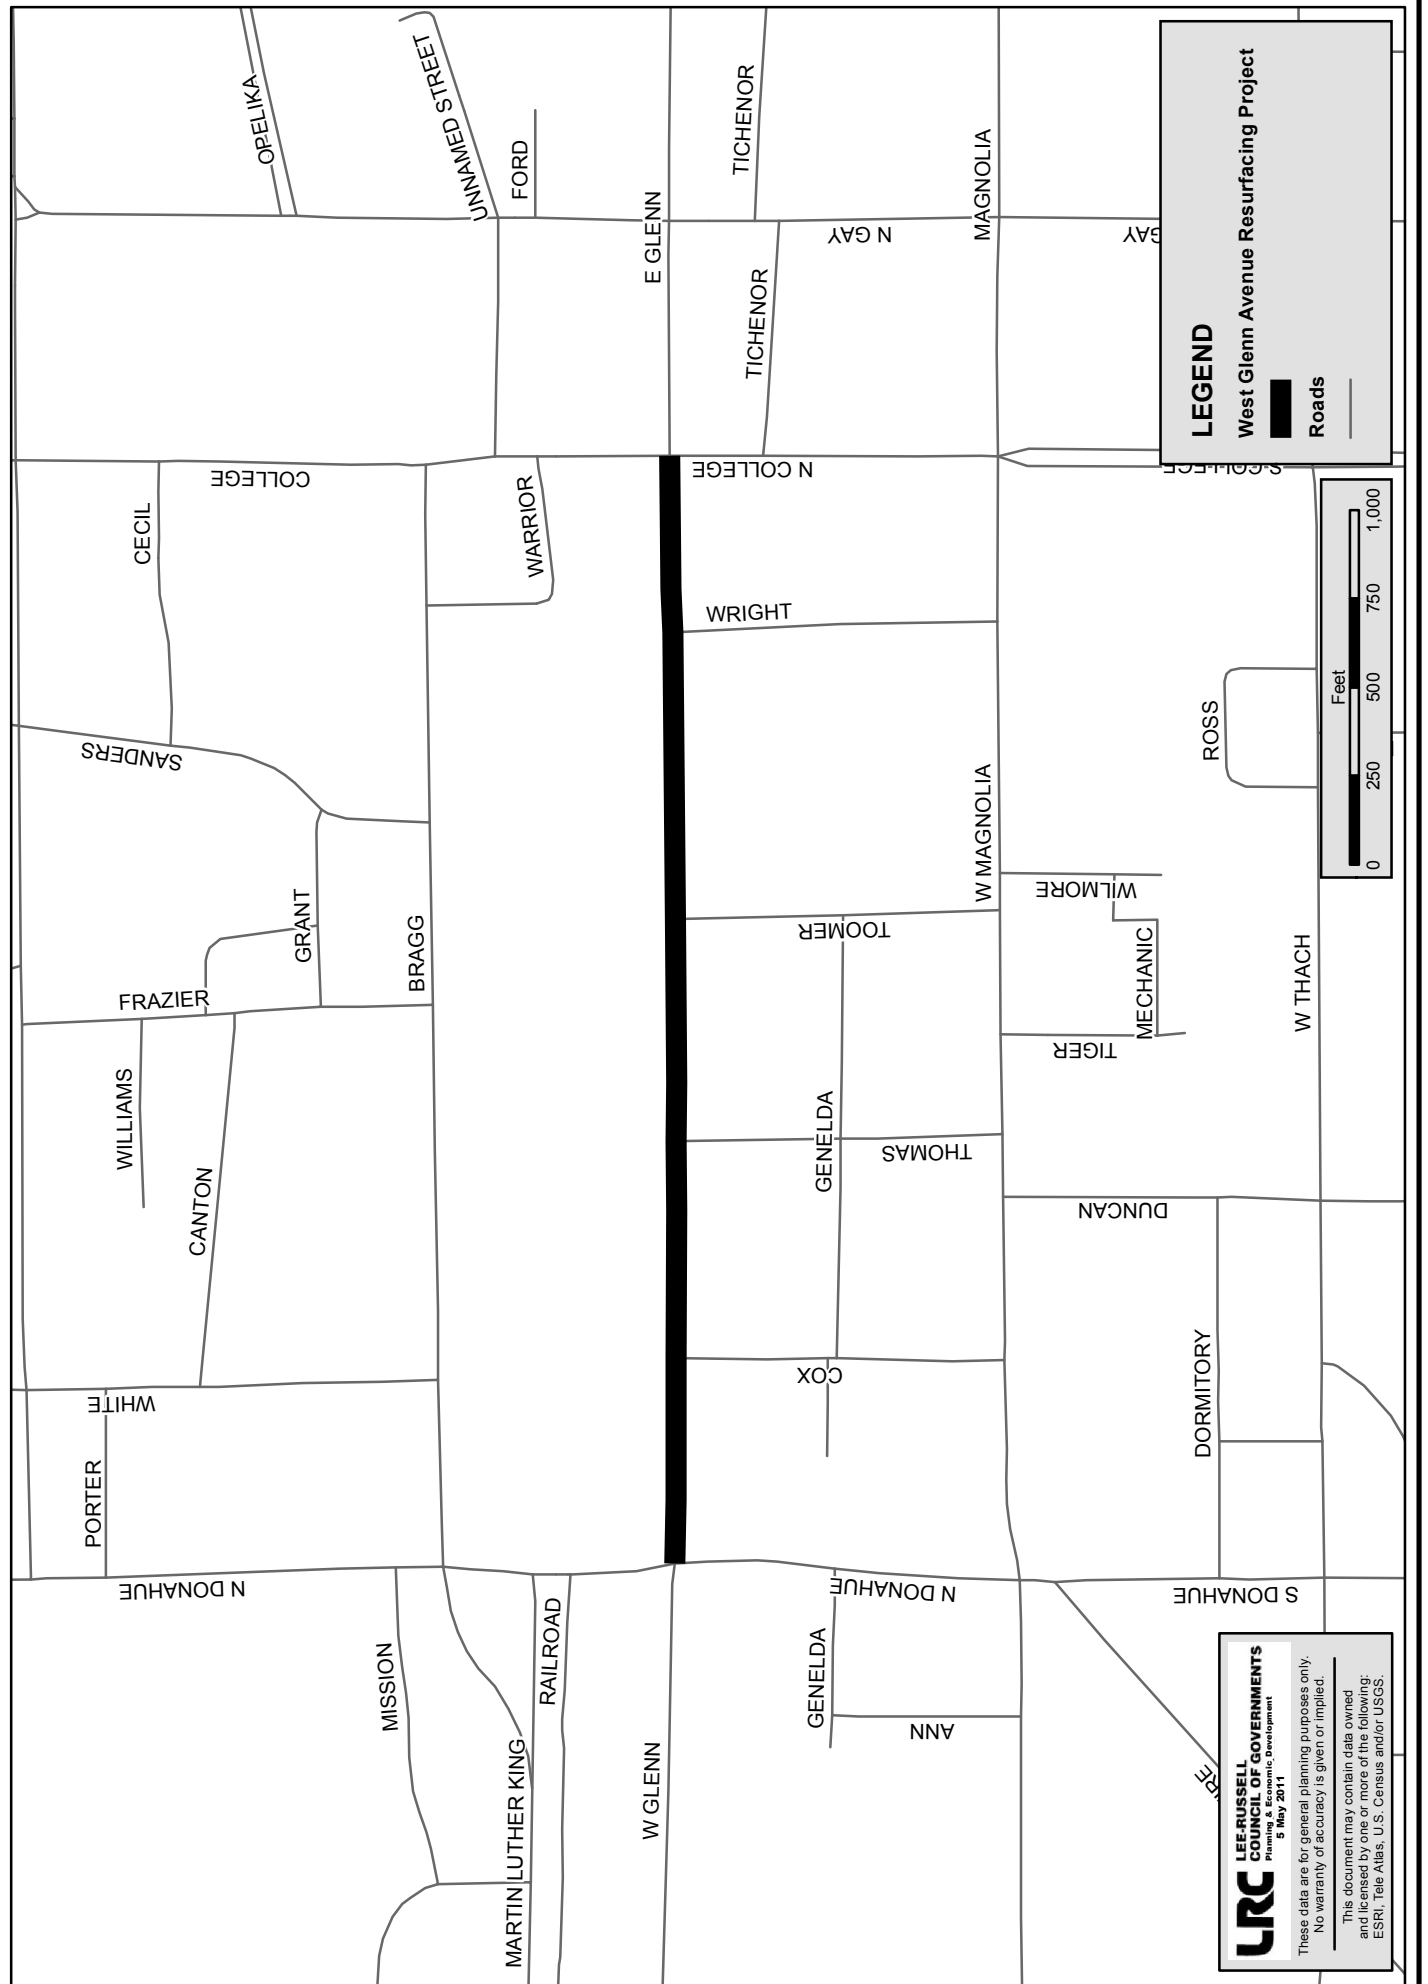 OPELIKA
UNNAMED STREET
FORD
E GLENN
TICHENOR
MAGNOLIA
N GAY
GAY
TICHENOR
COLLEGE
CECIL
WARRIOR
N COLLEGE
S COLLEGE
WRIGHT
SANDERS
GRANT
BRAGG
FRAZIER
WILLIAMS
CANTON
TOOMER
W MAGNOLIA
WILMORE
MECHANIC
TIGER
ROSS
W THACH
GENELDA
THOMAS
DUNCAN
COX
DORMITORY
WHITE
PORTER
N DONAHUE
N DONAHUE
S DONAHUE
MISSION
RAILROAD
MARTIN LUTHER KING
W GLENN
GENELDA
ANN
LEGEND
West Glenn Avenue Resurfacing Project
Roads
Feet
0 250 500 750 1,000
LRC LEE-RUSSELL
COUNCIL OF GOVERNMENTS
Planning & Economic Development
5 May 2011
These data are for general planning purposes only.
No warranty of accuracy is given or implied.
This document may contain data owned
and licensed by one or more of the following:
ESRI, Tele Atlas, U.S. Census and/or USGS.